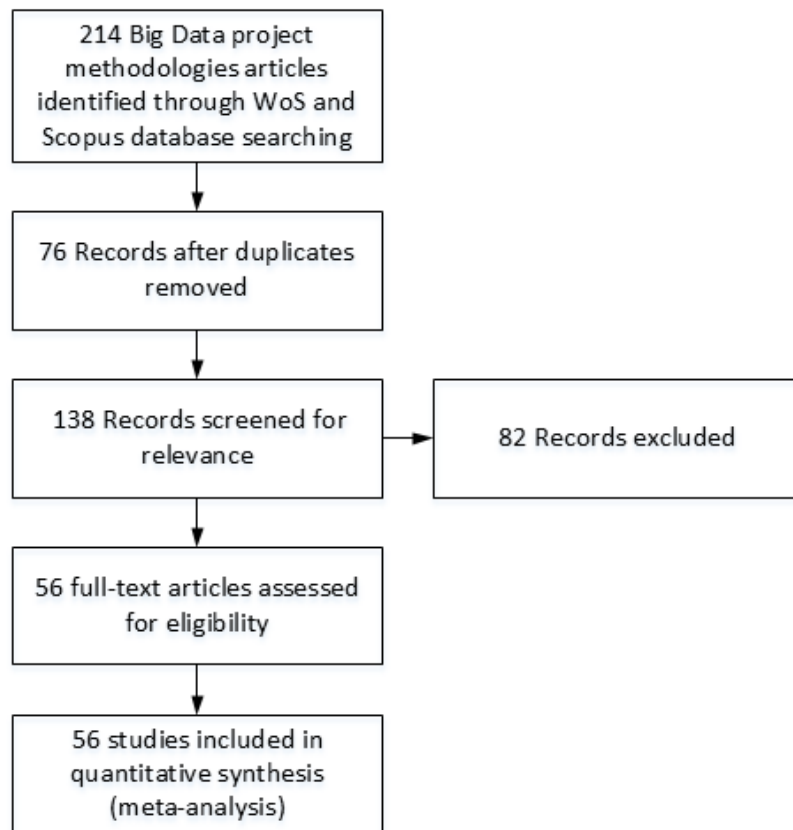 214 Big Data project
methodologies articles
identified through WoS and
Scopus database searching
76 Records after duplicates
removed
138 Records screened for
relevance
82 Records excluded
56 full-text articles assessed
for eligibility
56 studies included in
quantitative synthesis
(meta-analysis)